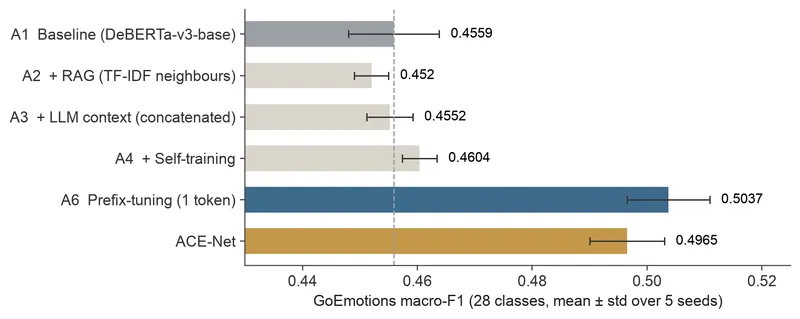 A1 Baseline (DeBERTa-v3-base)
0.4559
A2 + RAG (TF-IDF neighbours)
0.452
A3 + LLM context (concatenated)
0.4552
A4 + Self-training
0.4604
A6 Prefix-tuning (1 token)
0.5037
ACE-Net
0.4965
0.44 0.46 0.48 0.50 0.52
GoEmotions macro-F1 (28 classes, mean ± std over 5 seeds)